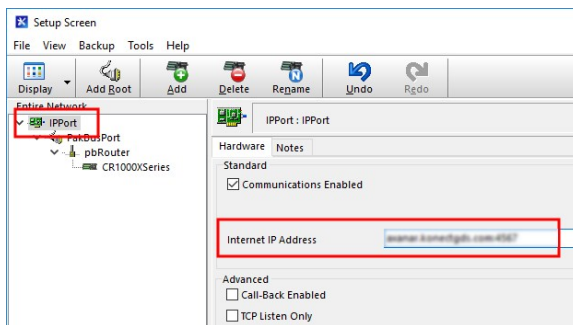 Setup Screen
File View Backup Tools Help
Display Add Root Add Delete Rename Undo Redo
Entire Network
IPPort
PakBusPort
pbRouter
CR1000XSeries
IPPort : IPPort
Hardware Notes
Standard
Communications Enabled
Internet IP Address
Advanced
Call-Back Enabled
TCP Listen Only